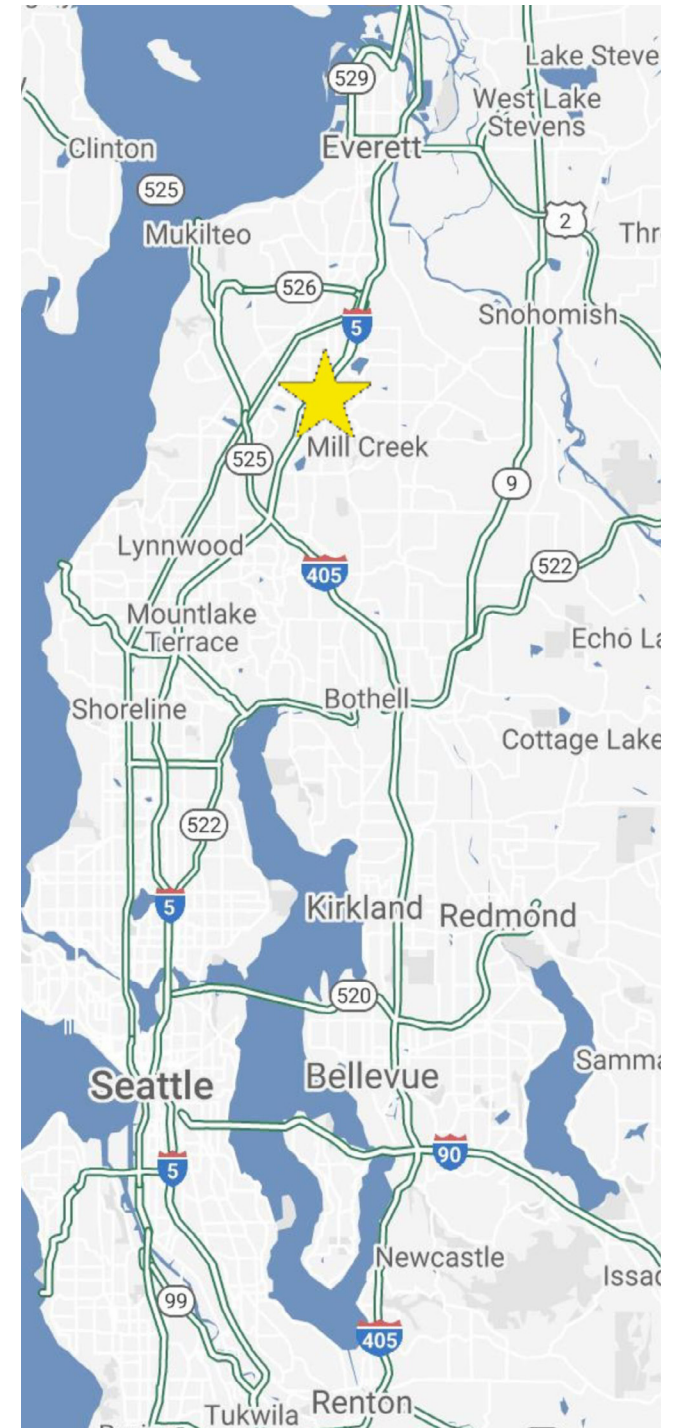 529
Lake Steve
West Lake
Stevens
Clinton
Everett
525
2
Mukilteo
Thr
526
Snohomish
5
Mill Creek
525
9
Lynnwood
405
522
Mountlake
Terrace
Echo La
Shoreline
Bothell
Cottage Lake
522
5
Kirkland
Redmond
520
Seattle
Bellevue
Samma
5
90
Newcastle
Issac
99
405
Renton
Tukwila